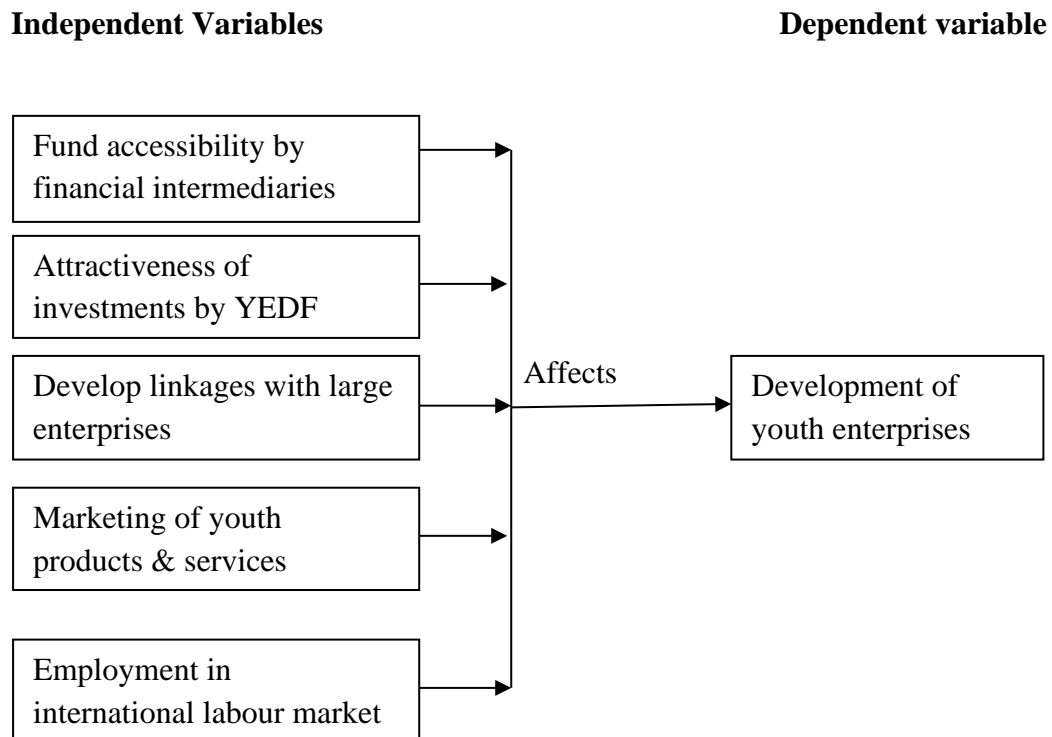 Independent Variables
Dependent variable
Fund accessibility by
financial intermediaries
Attractiveness of
investments by YEDF
Develop linkages with large
enterprises
Affects
Development of
youth enterprises
Marketing of youth
products & services
Employment in
international labour market